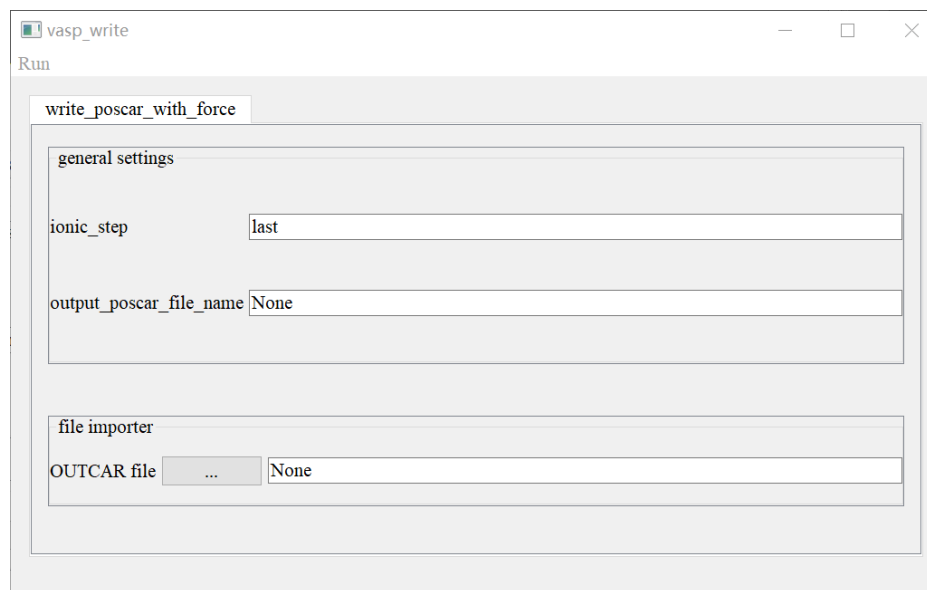 vasp_write
Run
write_poscar_with_force
general settings
ionic_step last
output_poscar_file_name None
file importer
OUTCAR file ... None